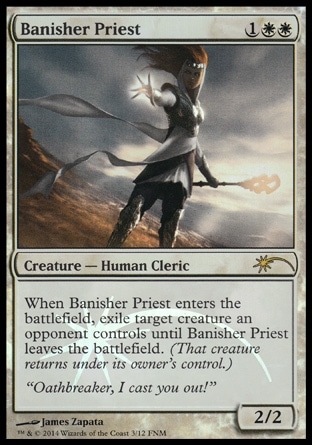 Banisher Priest 1
Creature — Human Cleric
When Banisher Priest enters the
battlefield, exile target creature an
opponent controls until Banisher Priest
leaves the battlefield. (That creature
returns under its owner's control.)
"Oathbreaker, I cast you out!"
James Zapata
™ & © 2014 Wizards of the Coast 3/12 FNM
2/2